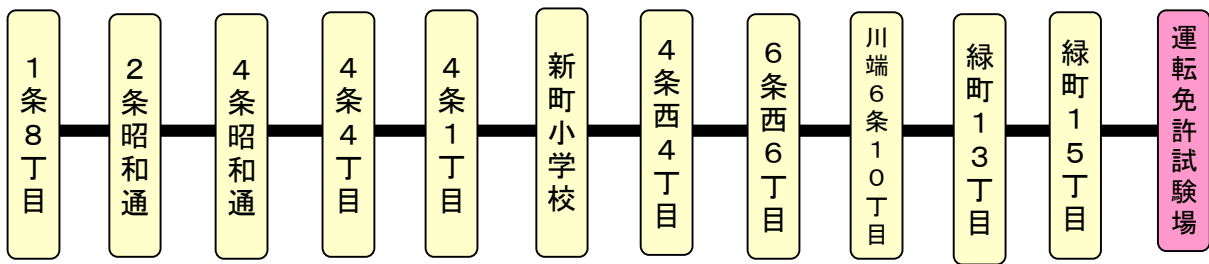 １条８丁目
２条昭和通
４条昭和通
４条４丁目
４条１丁目
新町小学校
４条西４丁目
６条西６丁目
川端６条１０丁目
緑町１３丁目
緑町１５丁目
運転免許試験場